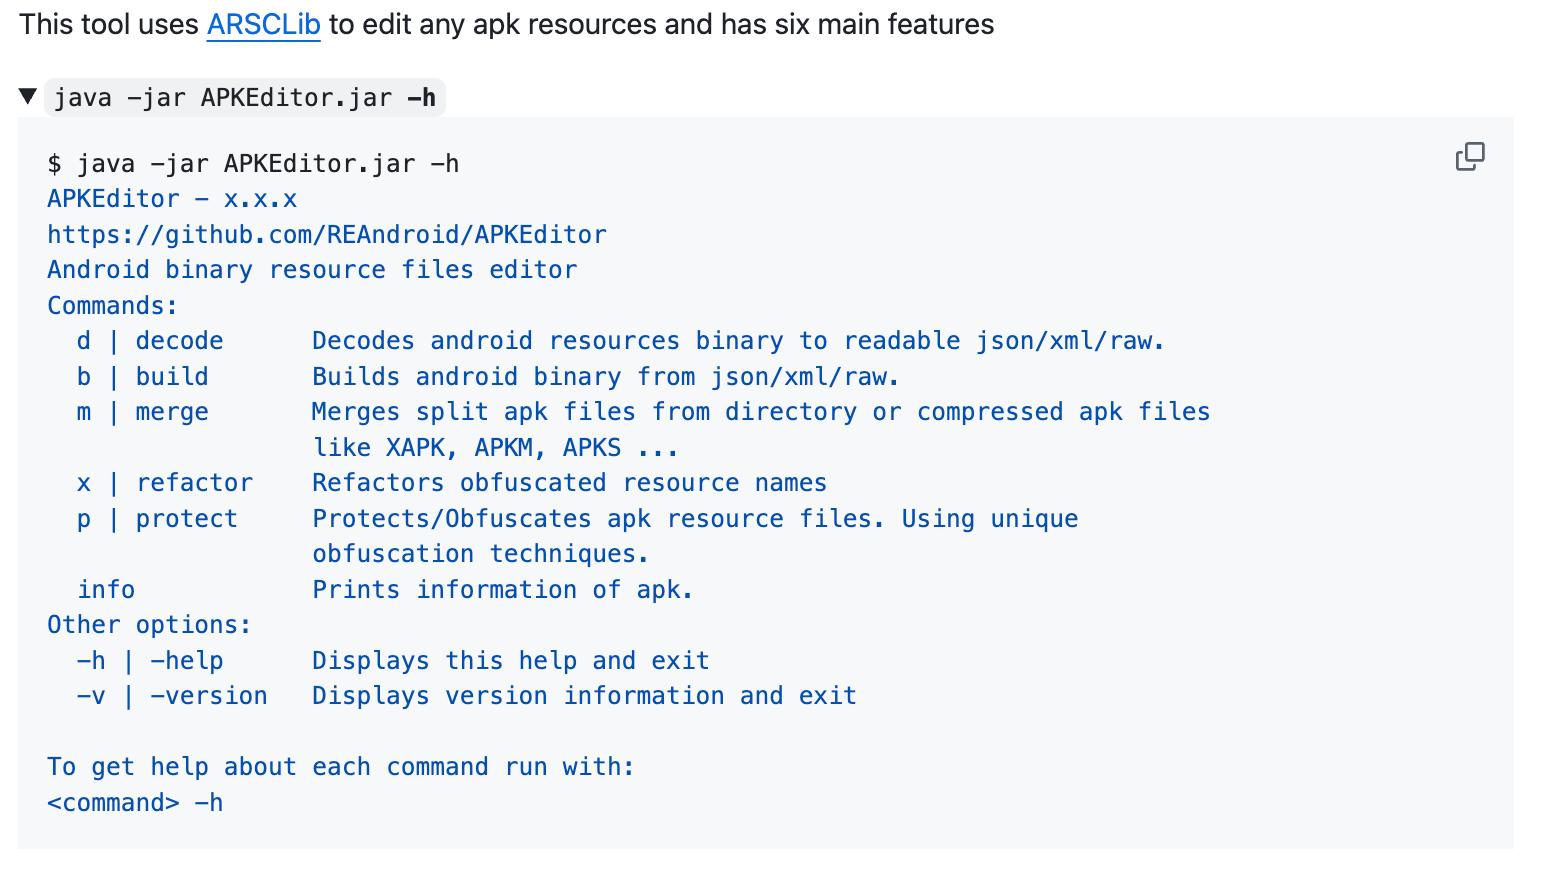 This tool uses ARSCLib to edit any apk resources and has six main features
▼ java -jar APKEditor.jar -h
$ java -jar APKEditor.jar -h
APKEditor - x.x.x
https://github.com/REAndroid/APKEditor
Android binary resource files editor
Commands:
  d | decode      Decodes android resources binary to readable json/xml/raw.
  b | build       Builds android binary from json/xml/raw.
  m | merge       Merges split apk files from directory or compressed apk files
                  like XAPK, APKM, APKS ...
  x | refactor    Refactors obfuscated resource names
  p | protect     Protects/Obfuscates apk resource files. Using unique
                  obfuscation techniques.
  info            Prints information of apk.
Other options:
  -h | -help      Displays this help and exit
  -v | -version   Displays version information and exit

To get help about each command run with:
<command> -h